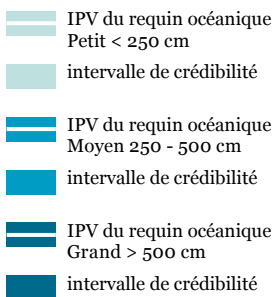 IPV du requin océanique
Petit < 250 cm
intervalle de crédibilité
IPV du requin océanique
Moyen 250 - 500 cm
intervalle de crédibilité
IPV du requin océanique
Grand > 500 cm
intervalle de crédibilité